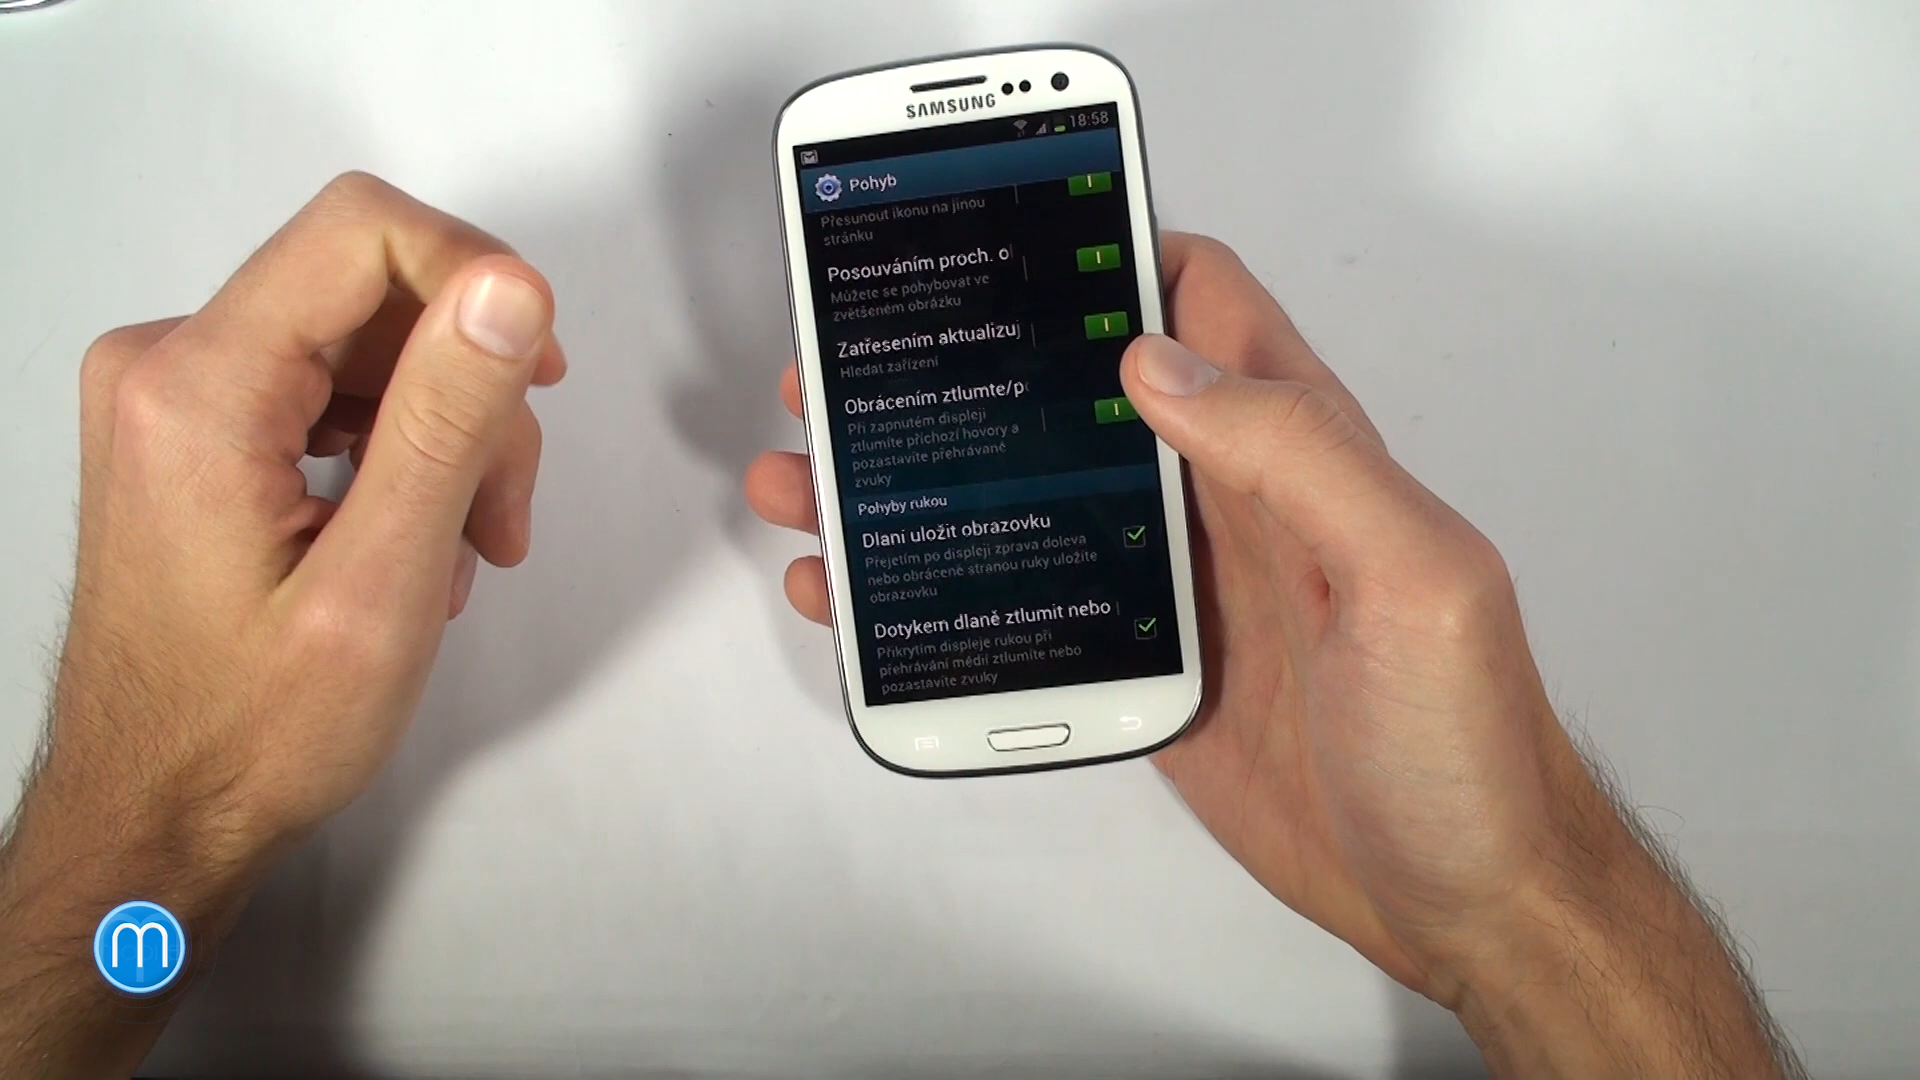 SAMSUNG
18:58
Pohyb
Přesunout ikonu na jinou
stránku
Posouváním proch. o
Můžete se pohybovat ve
zvětšeném obrázku
Zatřesením aktualizuj
Hledat zařízení
Obrácením ztlumte/p
Při zapnutém displeji
ztlumíte příchozí hovory a
pozastavíte přehrávané
zvuky
Pohyby rukou
Dlaní uložit obrazovku
Přejetím po displeji zprava doleva
nebo obráceně stranou ruky uložíte
obrazovku
Dotykem dlaně ztlumit nebo
Přikrytím displeje rukou při
přehrávání médií ztlumíte nebo
pozastavíte zvuky
m